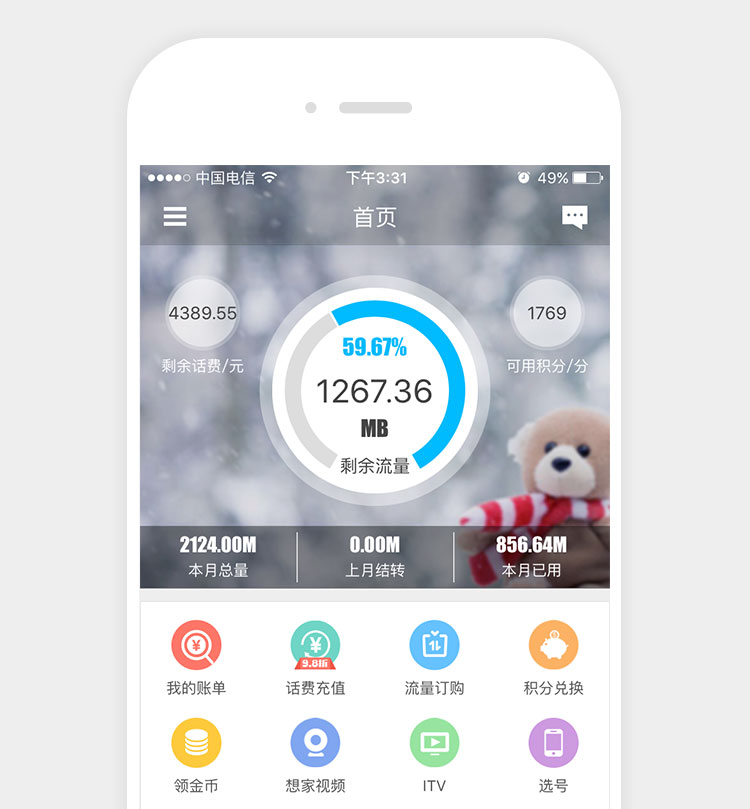 中国电信 下午3:31 49%
首页
4389.55
剩余话费/元
59.67%
1267.36
MB
剩余流量
1769
可用积分/分
2124.00M 0.00M 856.64M
本月总量 上月结转 本月已用
9.8折
我的账单 话费充值 流量订购 积分兑换
领金币 想家视频 ITV 选号